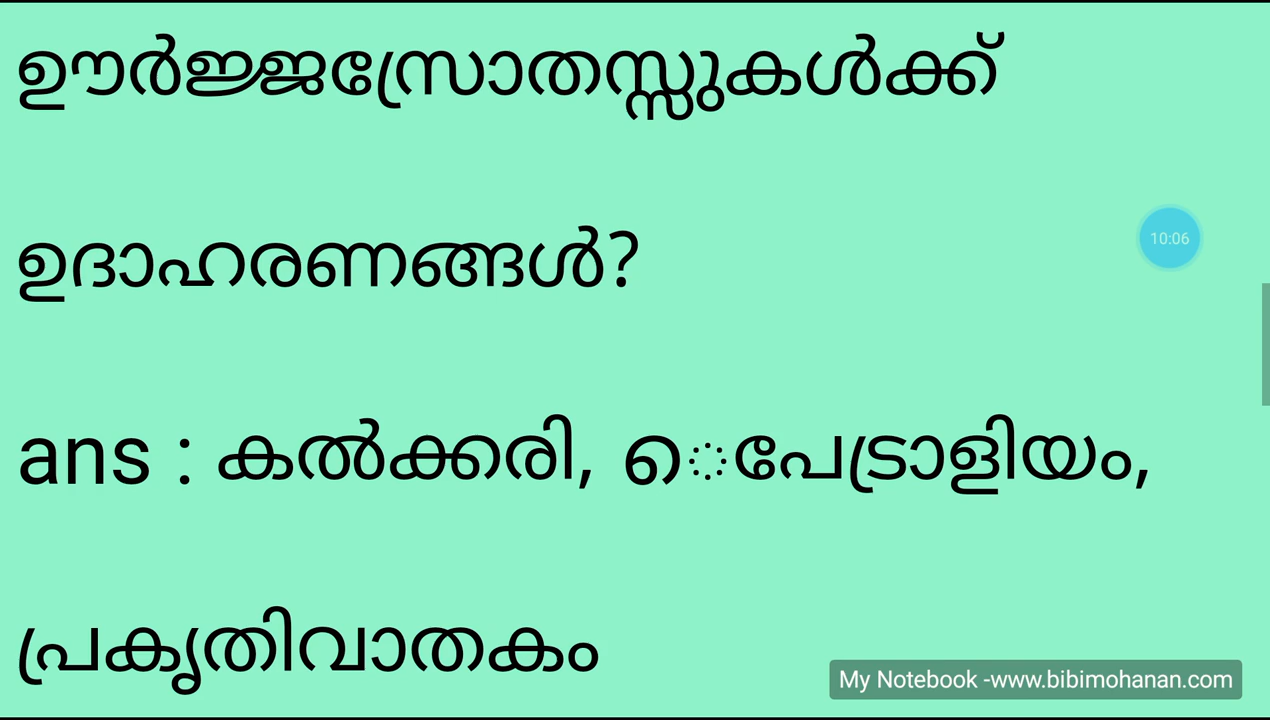 ഊർജ്ജസ്രോതസ്സുകൾക്ക്
ഉദാഹരണങ്ങൾ?
10:06
ans : കൽക്കരി, െപേട്രാളിയം,
പ്രകൃതിവാതകം
My Notebook -www.bibimohanan.com